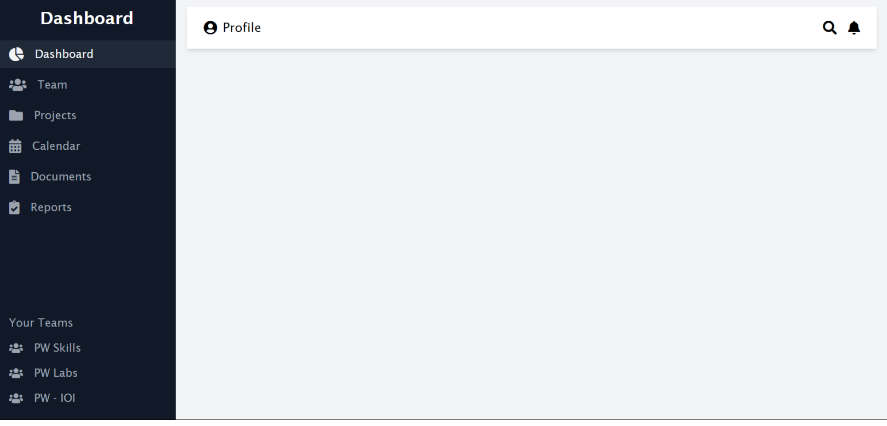 Dashboard
Dashboard
Team
Projects
Calendar
Documents
Reports
Your Teams
PW Skills
PW Labs
PW - IOI
Profile